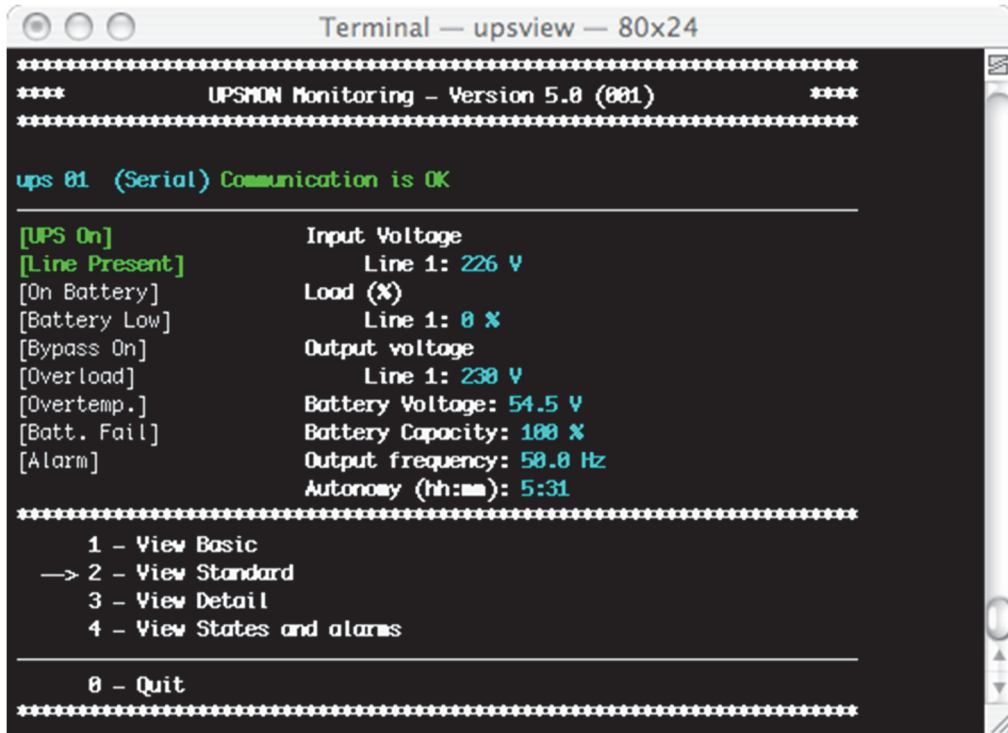 Terminal — upsview — 80x24
********************************************************************
**** UPSMON Monitoring - Version 5.0 (001) ****
********************************************************************
ups 01 (Serial) Communication is OK
[UPS On] Input Voltage
[Line Present] Line 1: 226 V
[On Battery] Load (%)
[Battery Low] Line 1: 0 %
[Bypass On] Output voltage
[Overload] Line 1: 230 V
[Overtemp.] Battery Voltage: 54.5 V
[Batt. Fail] Battery Capacity: 100 %
[Alarm] Output frequency: 50.0 Hz
Autonomy (hh:mm): 5:31
********************************************************************
1 - View Basic
—> 2 - View Standard
3 - View Detail
4 - View States and alarms
0 - Quit
********************************************************************